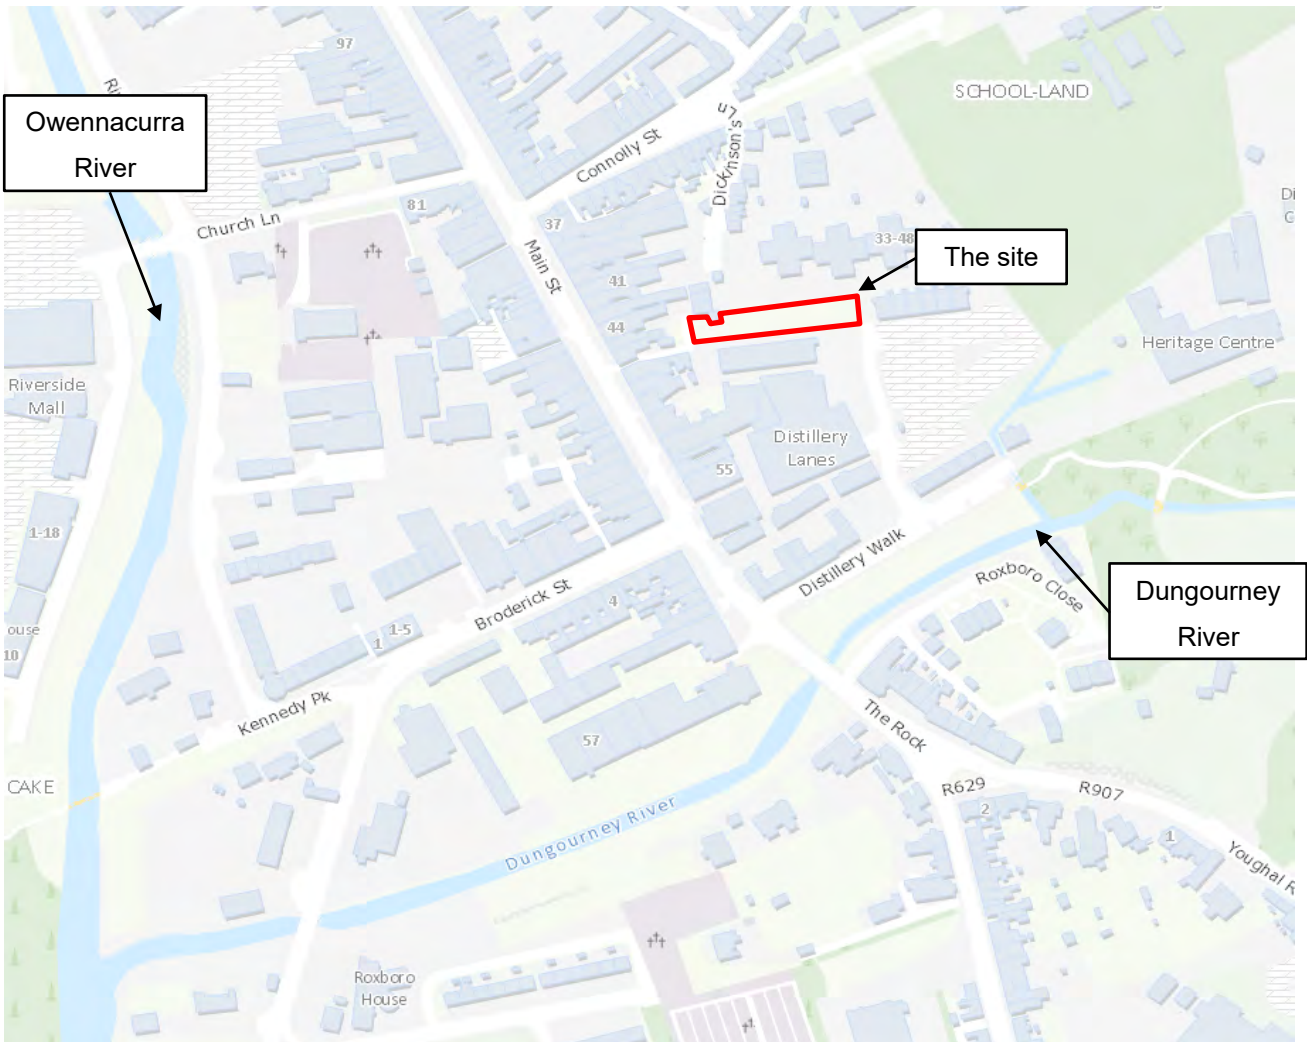 97
SCHOOL-LAND
Owennacurra
River
Connolly St
Dickinson's
Ln
Church Ln
81
37
Main St
33-48
The site
41
44
Heritage Centre
Riverside
Mall
Distillery
Lanes
55
1-18
Distillery Walk
Roxboro Close
Dungourney
River
Broderick St
4
1-5
1
10
Kennedy Pk
The Rock
57
CAKE
R629
R907
2
1
Dungourney River
Youghal R
Roxboro
House